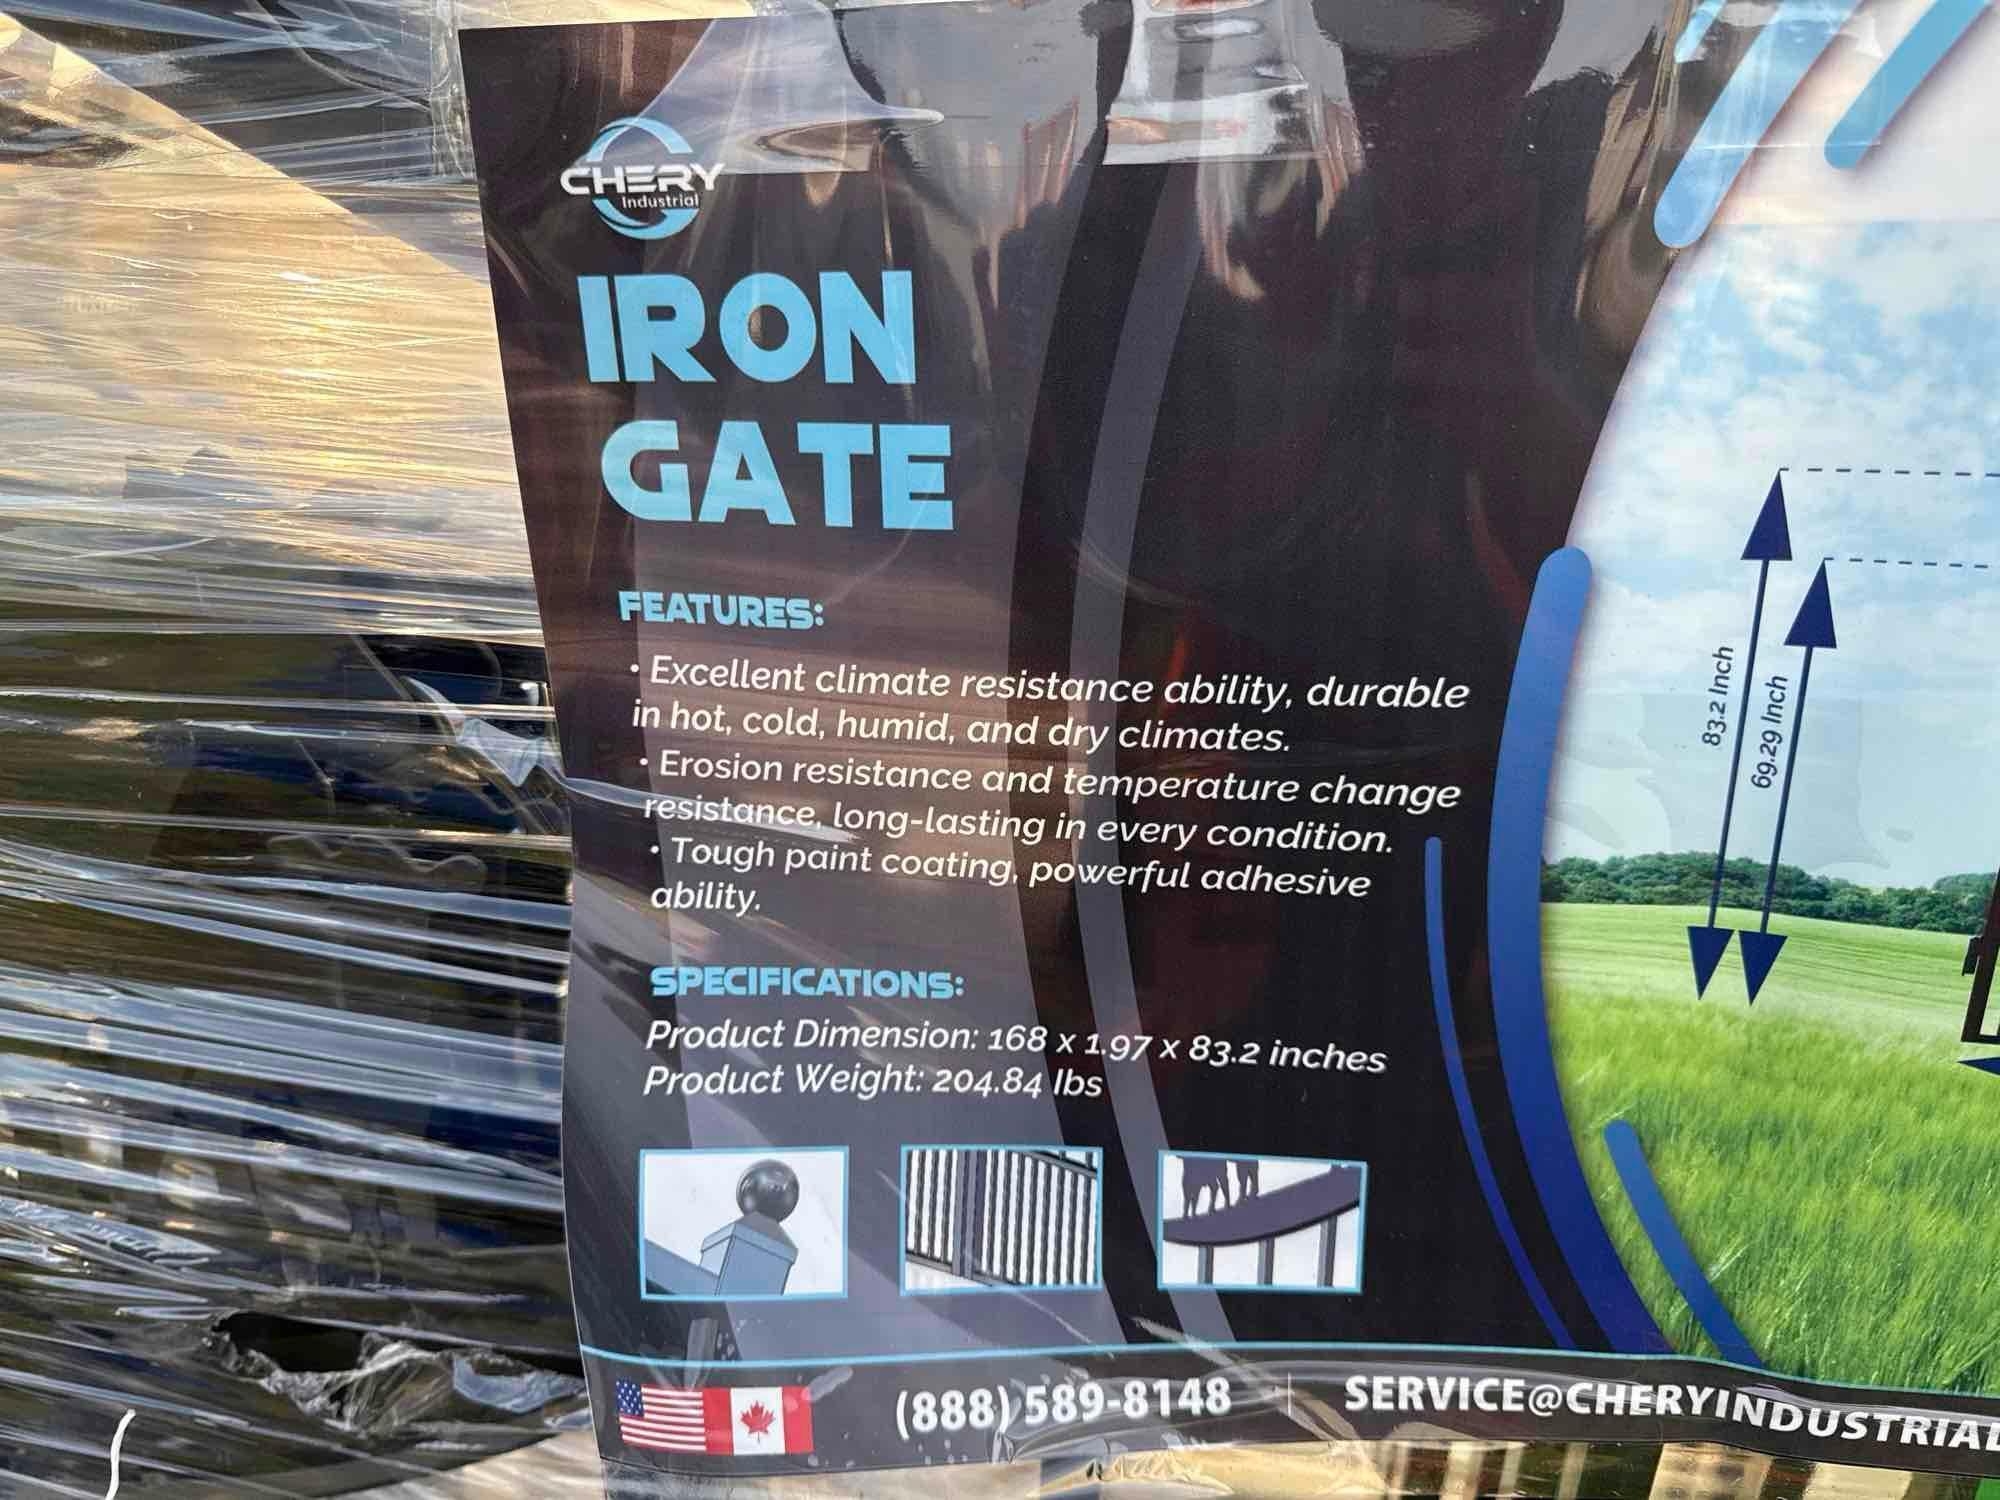 CHERY
Industrial
IRON
GATE
FEATURES:
• Excellent climate resistance ability, durable
in hot, cold, humid, and dry climates.
• Erosion resistance and temperature change
resistance, long-lasting in every condition.
• Tough paint coating, powerful adhesive
ability.
SPECIFICATIONS:
Product Dimension: 168 x 1.97 x 83.2 inches
Product Weight: 204.84 lbs
83.2 Inch
69.29 Inch
(888) 589-8148 | SERVICE@CHERYINDUSTRIAL